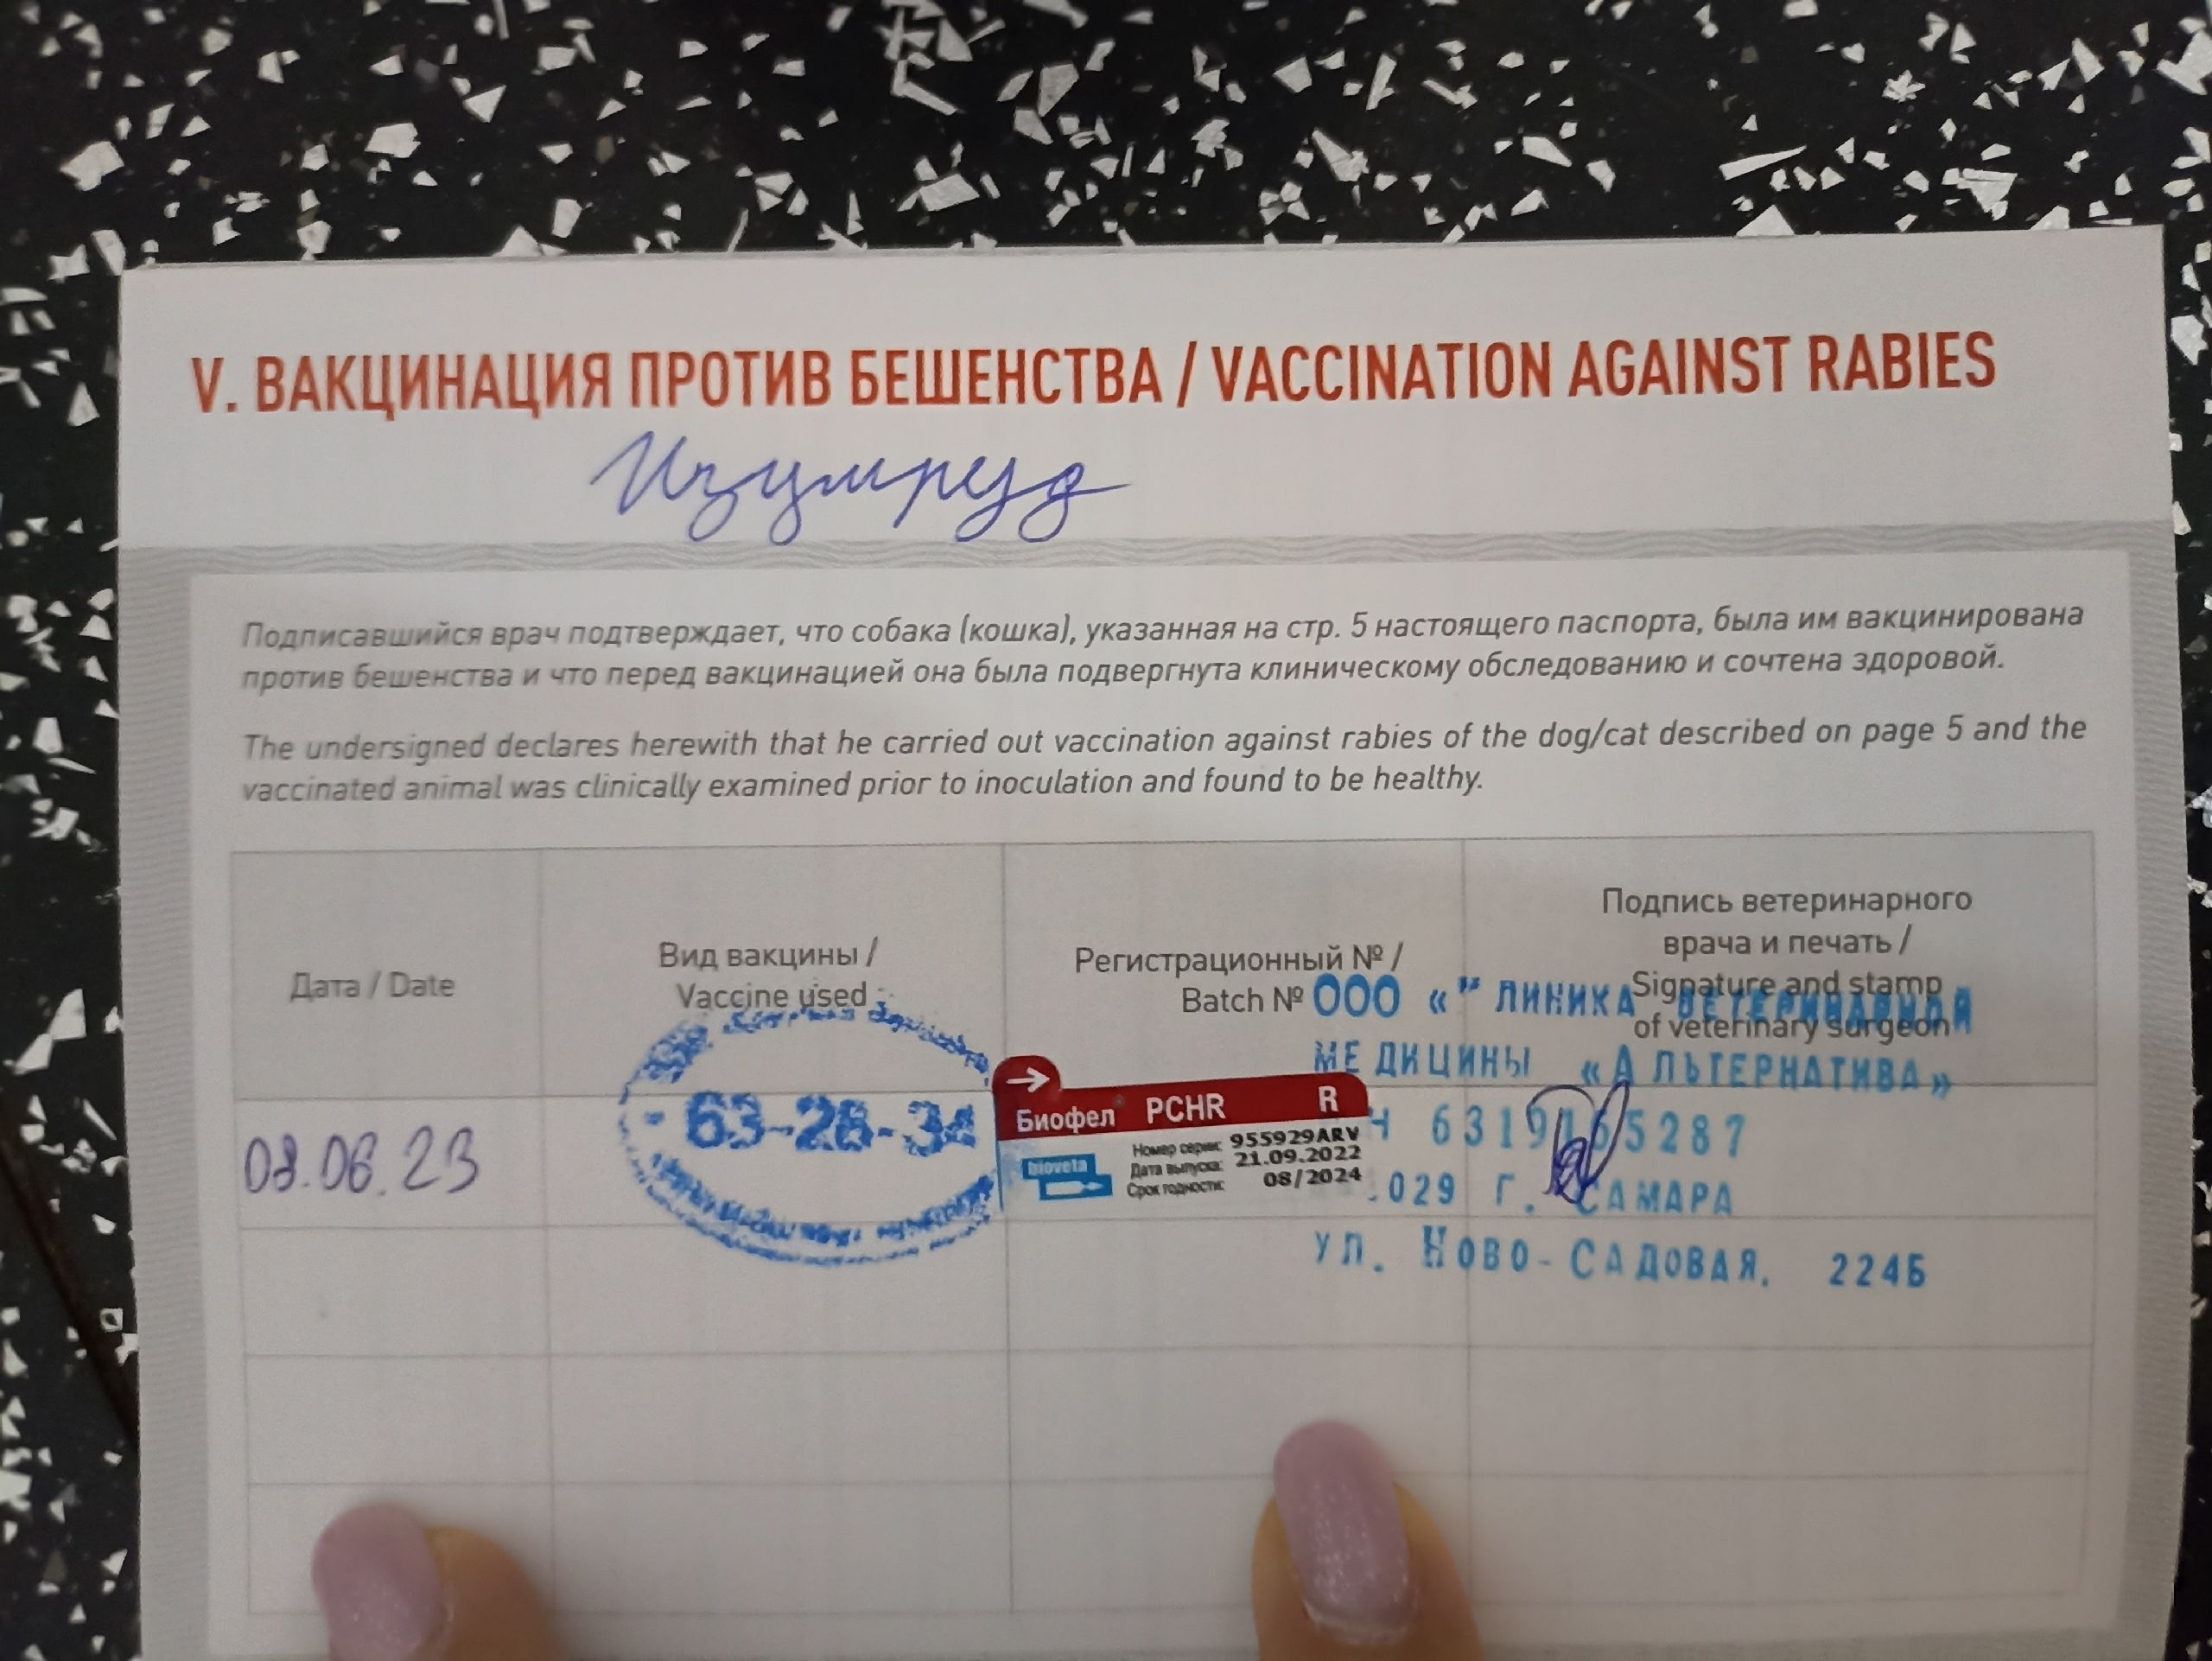 V. ВАКЦИНАЦИЯ ПРОТИВ БЕШЕНСТВА / VACCINATION AGAINST RABIES
Изумруд
Подписавшийся врач подтверждает, что собака (кошка), указанная на стр. 5 настоящего паспорта, была им вакцинирована
против бешенства и что перед вакцинацией она была подвергнута клиническому обследованию и сочтена здоровой.
The undersigned declares herewith that he carried out vaccination against rabies of the dog/cat described on page 5 and the
vaccinated animal was clinically examined prior to inoculation and found to be healthy.
Дата / Date
Вид вакцины /
Vaccine used
Регистрационный № /
Batch №
Подпись ветеринарного
врача и печать /
Signature and stamp
of veterinary surgeon
ООО « ЛИНИКА ВЕТЕРИНАРНОЙ
МЕДИЦИНЫ «АЛЬТЕРНАТИВА»
Н 6319165287
029 Г. САМАРА
УЛ. НОВО-САДОВАЯ, 224Б
03.06.23
63-28-34
Биофел PCHR R
bioveta
Номер серии: 955929ARV
Дата выпуска: 21.09.2022
Срок годности: 08/2024